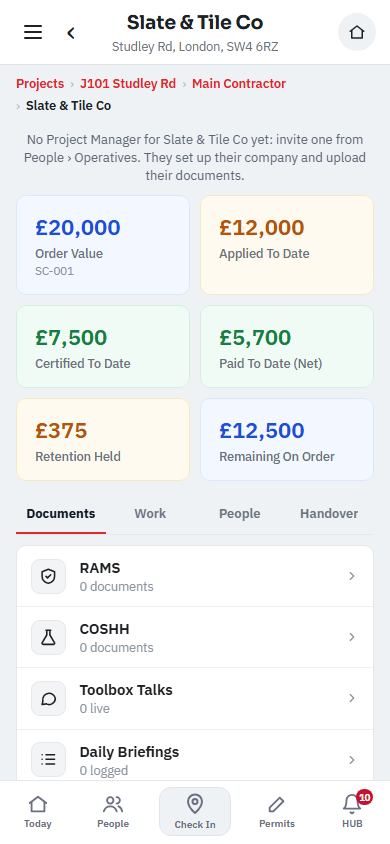 Slate & Tile Co
Studley Rd, London, SW4 6RZ
Projects › J101 Studley Rd › Main Contractor
› Slate & Tile Co
No Project Manager for Slate & Tile Co yet: invite one from
People › Operatives. They set up their company and upload
their documents.
£20,000
Order Value
SC-001
£12,000
Applied To Date
£7,500
Certified To Date
£5,700
Paid To Date (Net)
£375
Retention Held
£12,500
Remaining On Order
Documents Work People Handover
RAMS
0 documents
COSHH
0 documents
Toolbox Talks
0 live
Daily Briefings
0 logged
10
Today People Check In Permits HUB